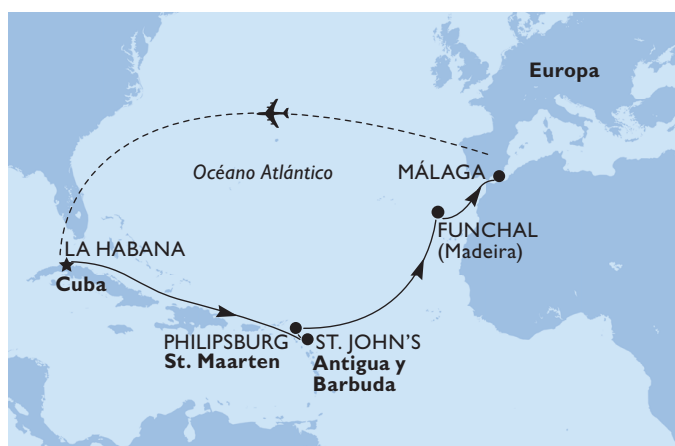 Europa
Océano Atlántico
MÁLAGA
FUNCHAL
(Madeira)
LA HABANA
Cuba
PHILIPSBURG
St. Maarten
ST. JOHN'S
Antigua y
Barbuda